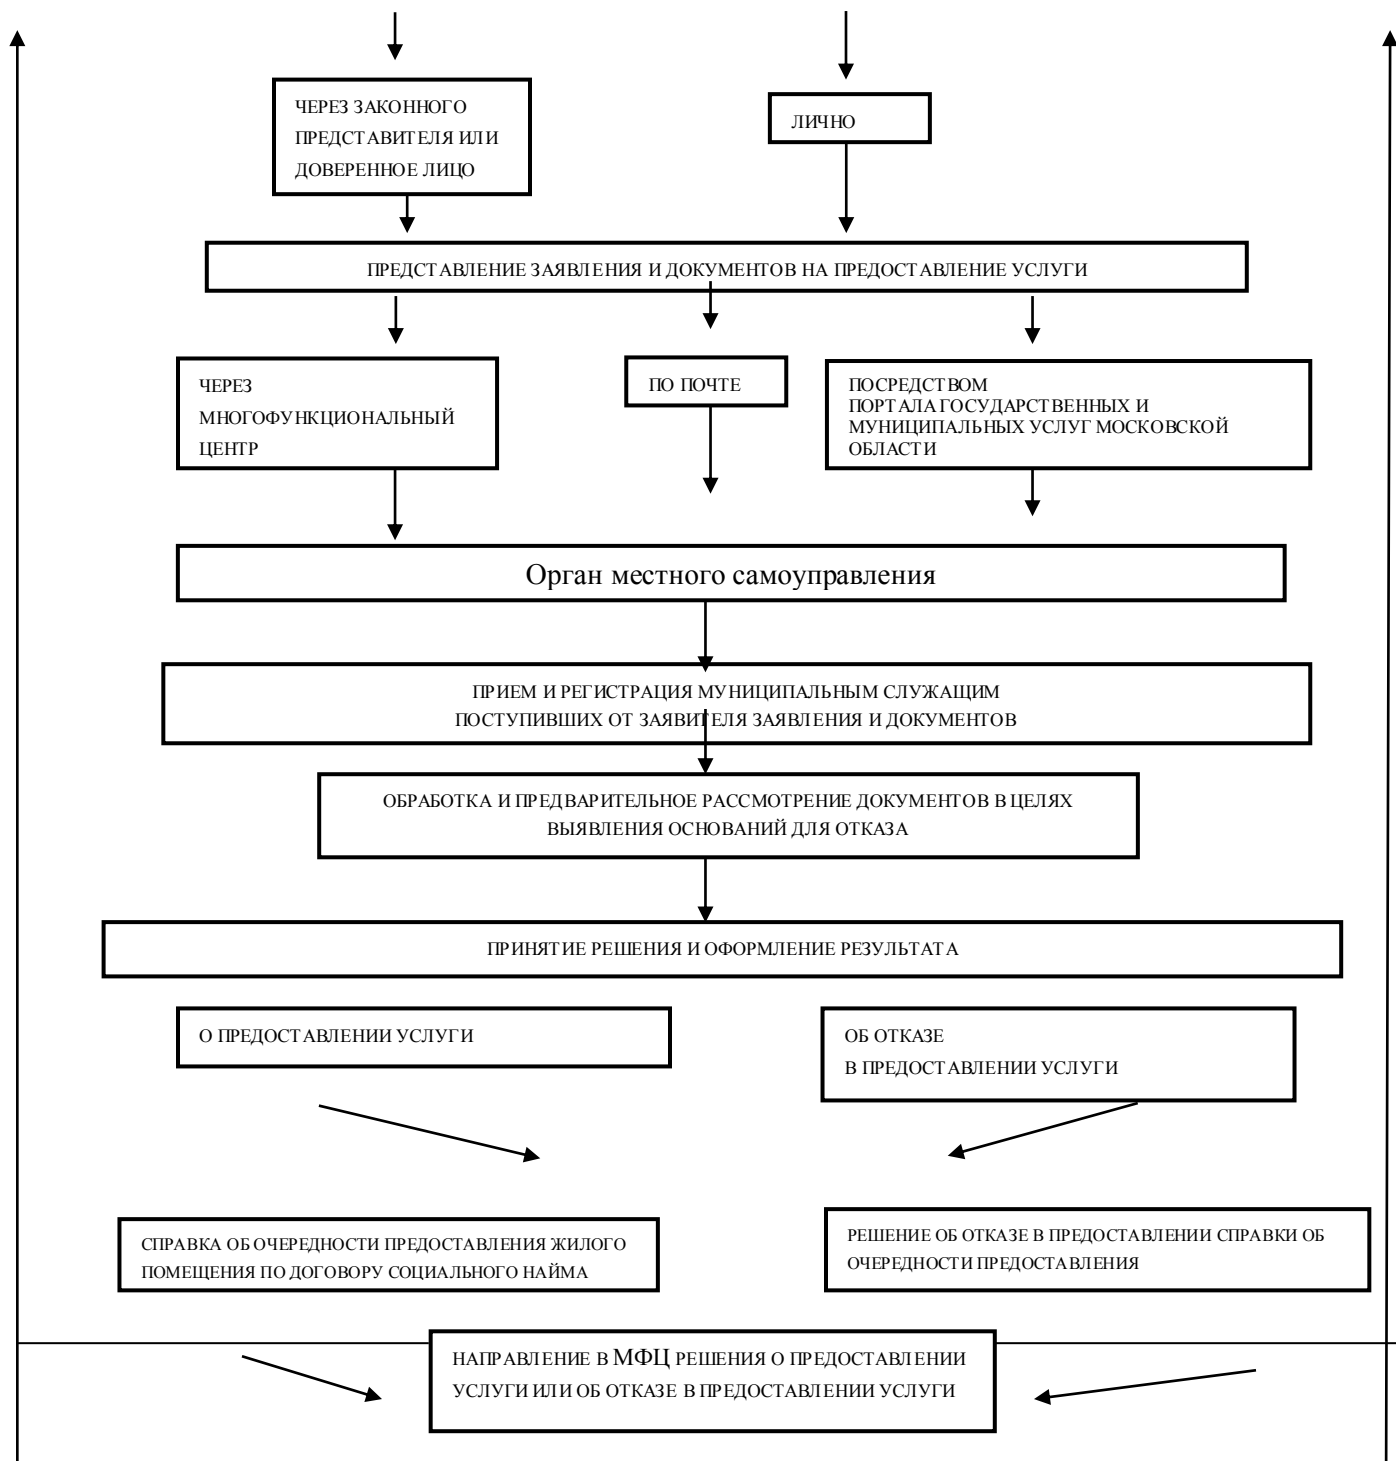 ЧЕРЕЗ ЗАКОННОГО
ПРЕДСТАВИТЕЛЯ ИЛИ
ДОВЕРЕННОЕ ЛИЦО
ЛИЧНО
ПРЕДСТАВЛЕНИЕ ЗАЯВЛЕНИЯ И ДОКУМЕНТОВ НА ПРЕДОСТАВЛЕНИЕ УСЛУГИ
ЧЕРЕЗ
МНОГОФУНКЦИОНАЛЬНЫЙ
ЦЕНТР
ПО ПОЧТЕ
ПОСРЕДСТВОМ
ПОРТАЛА ГОСУДАРСТВЕННЫХ И
МУНИЦИПАЛЬНЫХ УСЛУГ МОСКОВСКОЙ
ОБЛАСТИ
Орган местного самоуправления
ПРИЕМ И РЕГИСТРАЦИЯ МУНИЦИПАЛЬНЫМ СЛУЖАЩИМ
ПОСТУПИВШИХ ОТ ЗАЯВИТЕЛЯ ЗАЯВЛЕНИЯ И ДОКУМЕНТОВ
ОБРАБОТКА И ПРЕДВАРИТЕЛЬНОЕ РАССМОТРЕНИЕ ДОКУМЕНТОВ В ЦЕЛЯХ
ВЫЯВЛЕНИЯ ОСНОВАНИЙ ДЛЯ ОТКАЗА
ПРИНЯТИЕ РЕШЕНИЯ И ОФОРМЛЕНИЕ РЕЗУЛЬТАТА
О ПРЕДОСТАВЛЕНИИ УСЛУГИ
ОБ ОТКАЗЕ
В ПРЕДОСТАВЛЕНИИ УСЛУГИ
СПРАВКА ОБ ОЧЕРЕДНОСТИ ПРЕДОСТАВЛЕНИЯ ЖИЛОГО
ПОМЕЩЕНИЯ ПО ДОГОВОРУ СОЦИАЛЬНОГО НАЙМА
РЕШЕНИЕ ОБ ОТКАЗЕ В ПРЕДОСТАВЛЕНИИ СПРАВКИ ОБ
ОЧЕРЕДНОСТИ ПРЕДОСТАВЛЕНИЯ
НАПРАВЛЕНИЕ В МФЦ РЕШЕНИЯ О ПРЕДОСТАВЛЕНИИ
УСЛУГИ ИЛИ ОБ ОТКАЗЕ В ПРЕДОСТАВЛЕНИИ УСЛУГИ